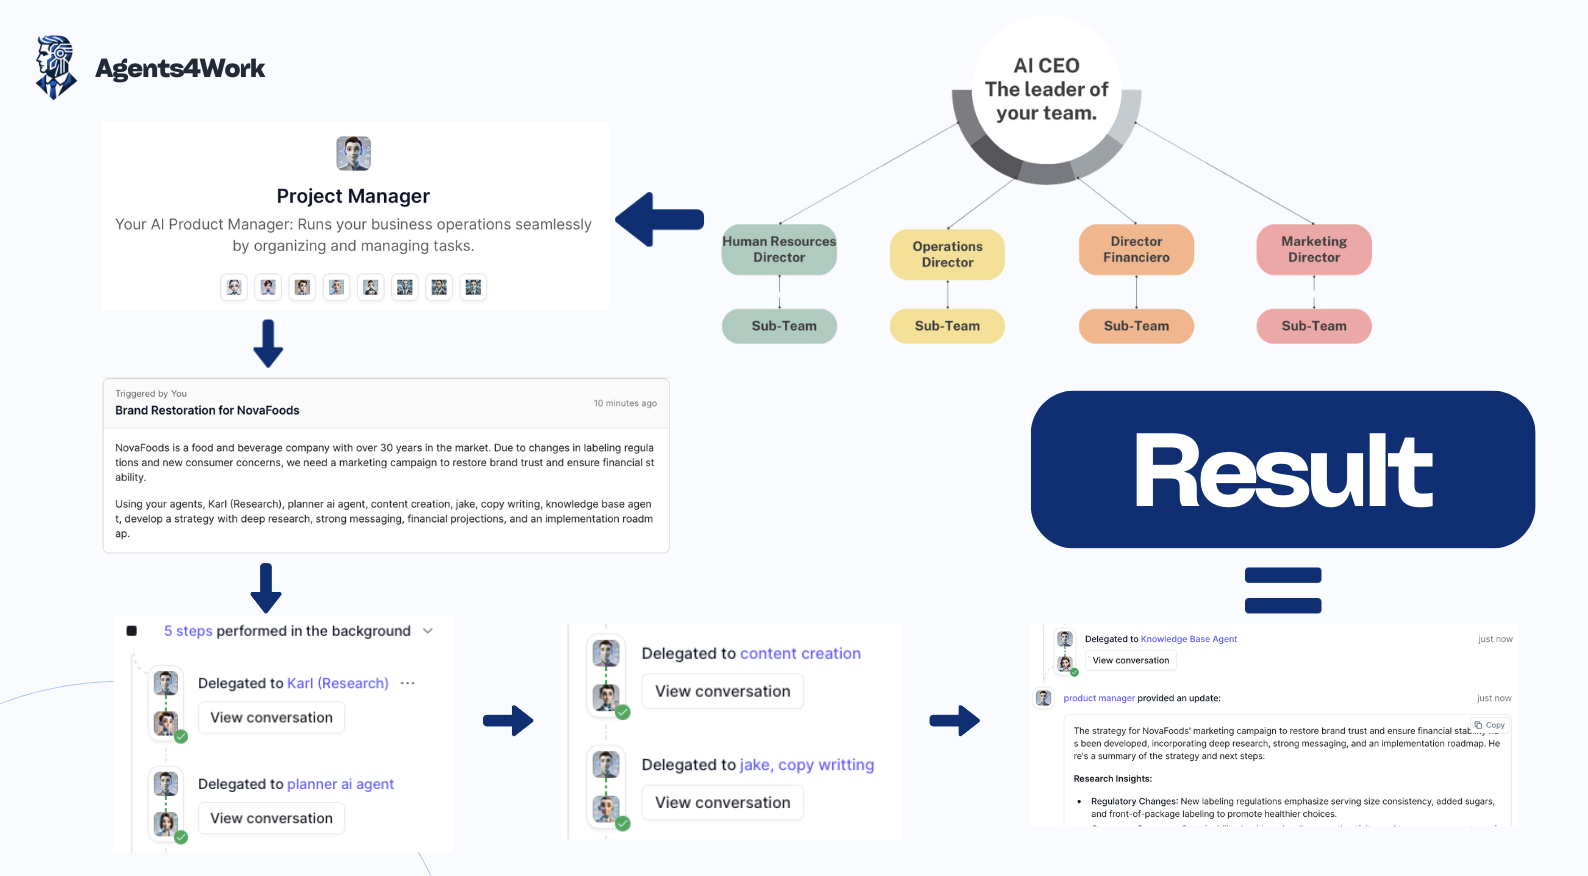 Agents4Work
AI CEO
The leader of
your team.
Project Manager
Your AI Product Manager: Runs your business operations seamlessly
by organizing and managing tasks.
Human Resources
Director
Operations
Director
Director
Financiero
Marketing
Director
Sub-Team
Sub-Team
Sub-Team
Sub-Team
Triggered by You
Brand Restoration for NovaFoods
10 minutes ago
NovaFoods is a food and beverage company with over 30 years in the market. Due to changes in labeling regula
tions and new consumer concerns, we need a marketing campaign to restore brand trust and ensure financial st
ability.
Using your agents, Karl (Research), planner ai agent, content creation, jake, copy writing, knowledge base agen
t, develop a strategy with deep research, strong messaging, financial projections, and an implementation roadm
ap.
Result
5 steps performed in the background
Delegated to Karl (Research) ...
View conversation
Delegated to planner ai agent
View conversation
Delegated to content creation
View conversation
Delegated to jake, copy writting
View conversation
Delegated to Knowledge Base Agent
just now
View conversation
product manager provided an update:
just now
Copy
The strategy for NovaFoods' marketing campaign to restore brand trust and ensure financial
s been developed, incorporating deep research, strong messaging, and an implementation roadmap. He
re's a summary of the strategy and next steps:
Research Insights:
• Regulatory Changes: New labeling regulations emphasize serving size consistency, added sugars,
and front-of-package labeling to promote healthier choices.